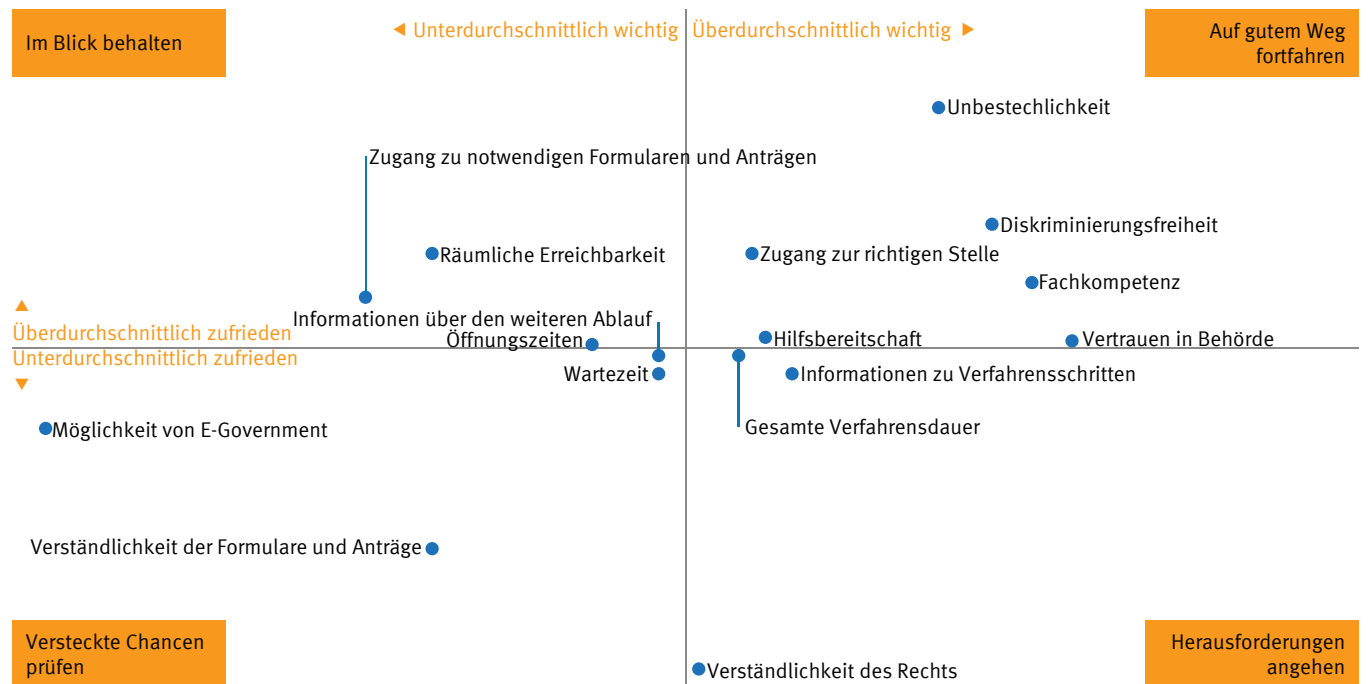 Im Blick behalten
◄ Unterdurchschnittlich wichtig
Überdurchschnittlich wichtig ►
Auf gutem Weg
fortfahren
Unbestechlichkeit
Zugang zu notwendigen Formularen und Anträgen
Diskriminierungsfreiheit
Räumliche Erreichbarkeit
Zugang zur richtigen Stelle
Fachkompetenz
▲
Überdurchschnittlich zufrieden
Informationen über den weiteren Ablauf
Öffnungszeiten
Hilfsbereitschaft
Vertrauen in Behörde
Unterdurchschnittlich zufrieden
▼
Wartezeit
Informationen zu Verfahrensschritten
Gesamte Verfahrensdauer
Möglichkeit von E-Government
Verständlichkeit der Formulare und Anträge
Versteckte Chancen
prüfen
Verständlichkeit des Rechts
Herausforderungen
angehen